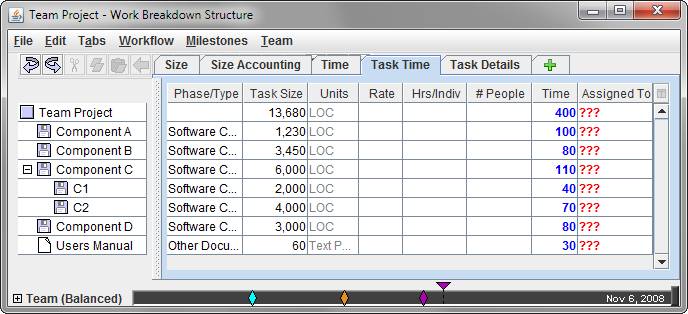 Team Project - Work Breakdown Structure
File Edit Tabs Workflow Milestones Team
Size Size Accounting Time Task Time Task Details
Phase/Type Task Size Units Rate Hrs/Indiv # People Time Assigned To
Team Project 13,680 LOC 400 ???
Component A Software C... 1,230 LOC 100 ???
Component B Software C... 3,450 LOC 80 ???
Component C Software C... 6,000 LOC 110 ???
C1 Software C... 2,000 LOC 40 ???
C2 Software C... 4,000 LOC 70 ???
Component D Software C... 3,000 LOC 80 ???
Users Manual Other Docu... 60 Text P... 30 ???
Team (Balanced) Nov 6, 2008